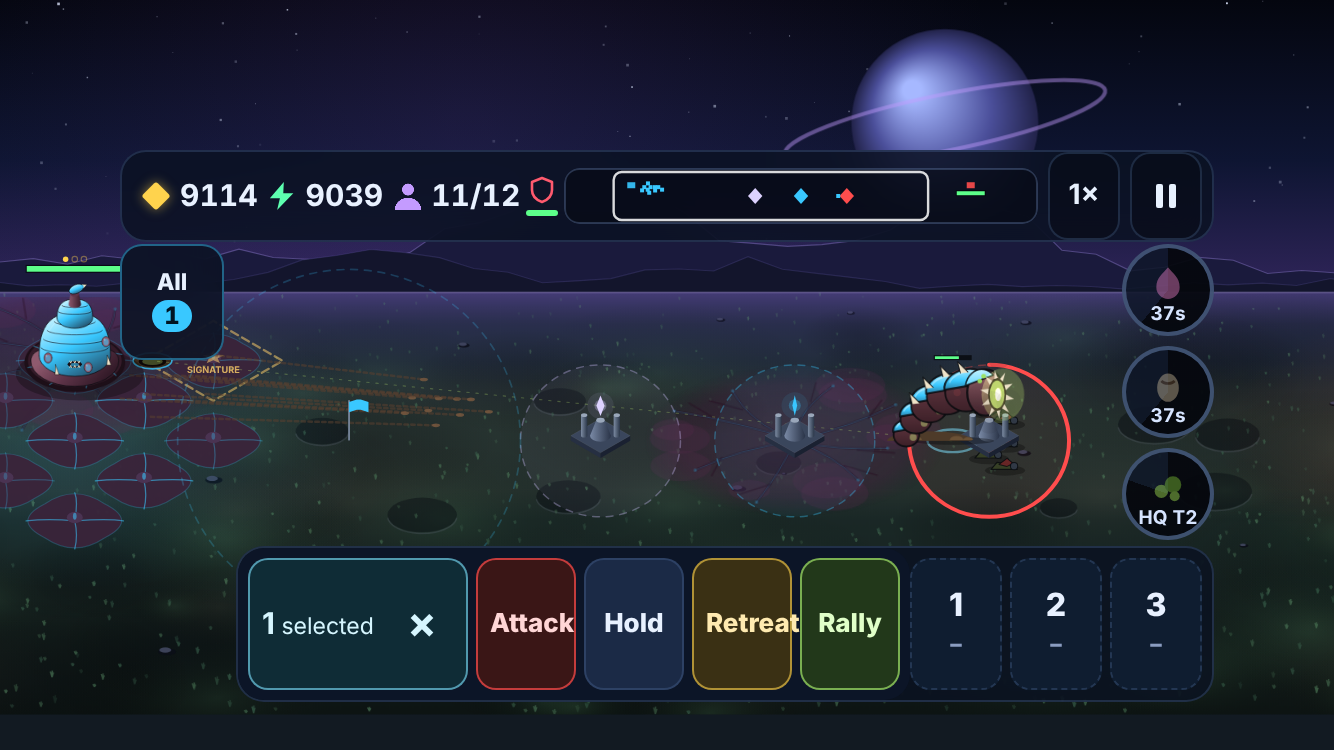 9114 9039 11/12 1×
All
1
37s
SIGNATURE
37s
HQ T2
1 selected × Attack Hold Retreat Rally
1 2 3
– – –